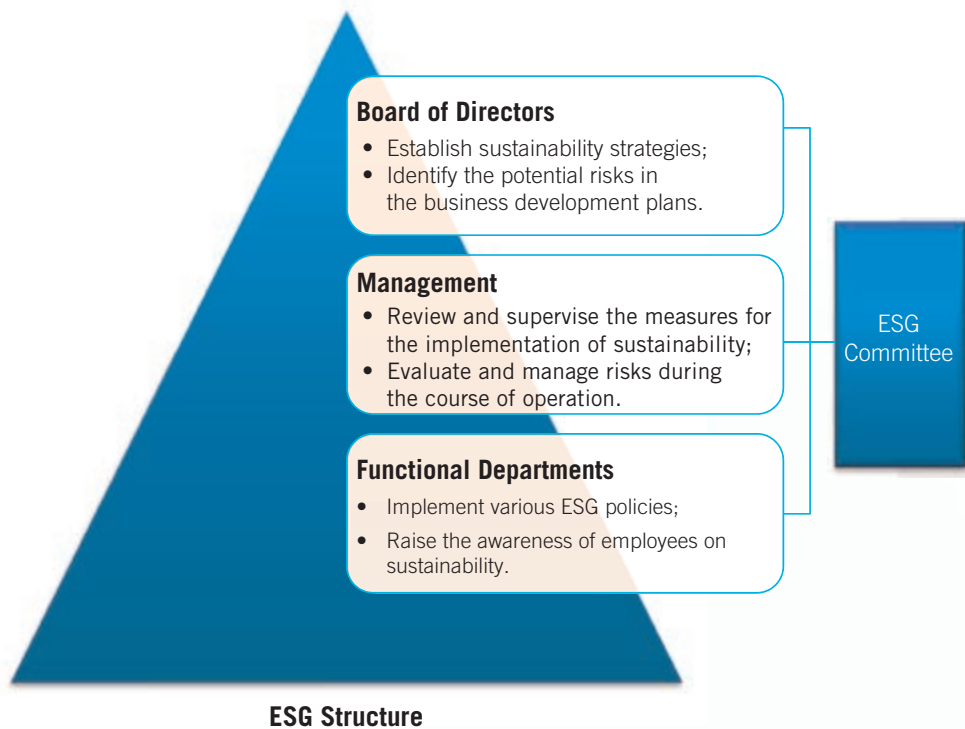 Board of Directors
• Establish sustainability strategies;
• Identify the potential risks in
the business development plans.
Management
• Review and supervise the measures for
the implementation of sustainability;
• Evaluate and manage risks during
the course of operation.
Functional Departments
• Implement various ESG policies;
• Raise the awareness of employees on
sustainability.
ESG
Committee
ESG Structure